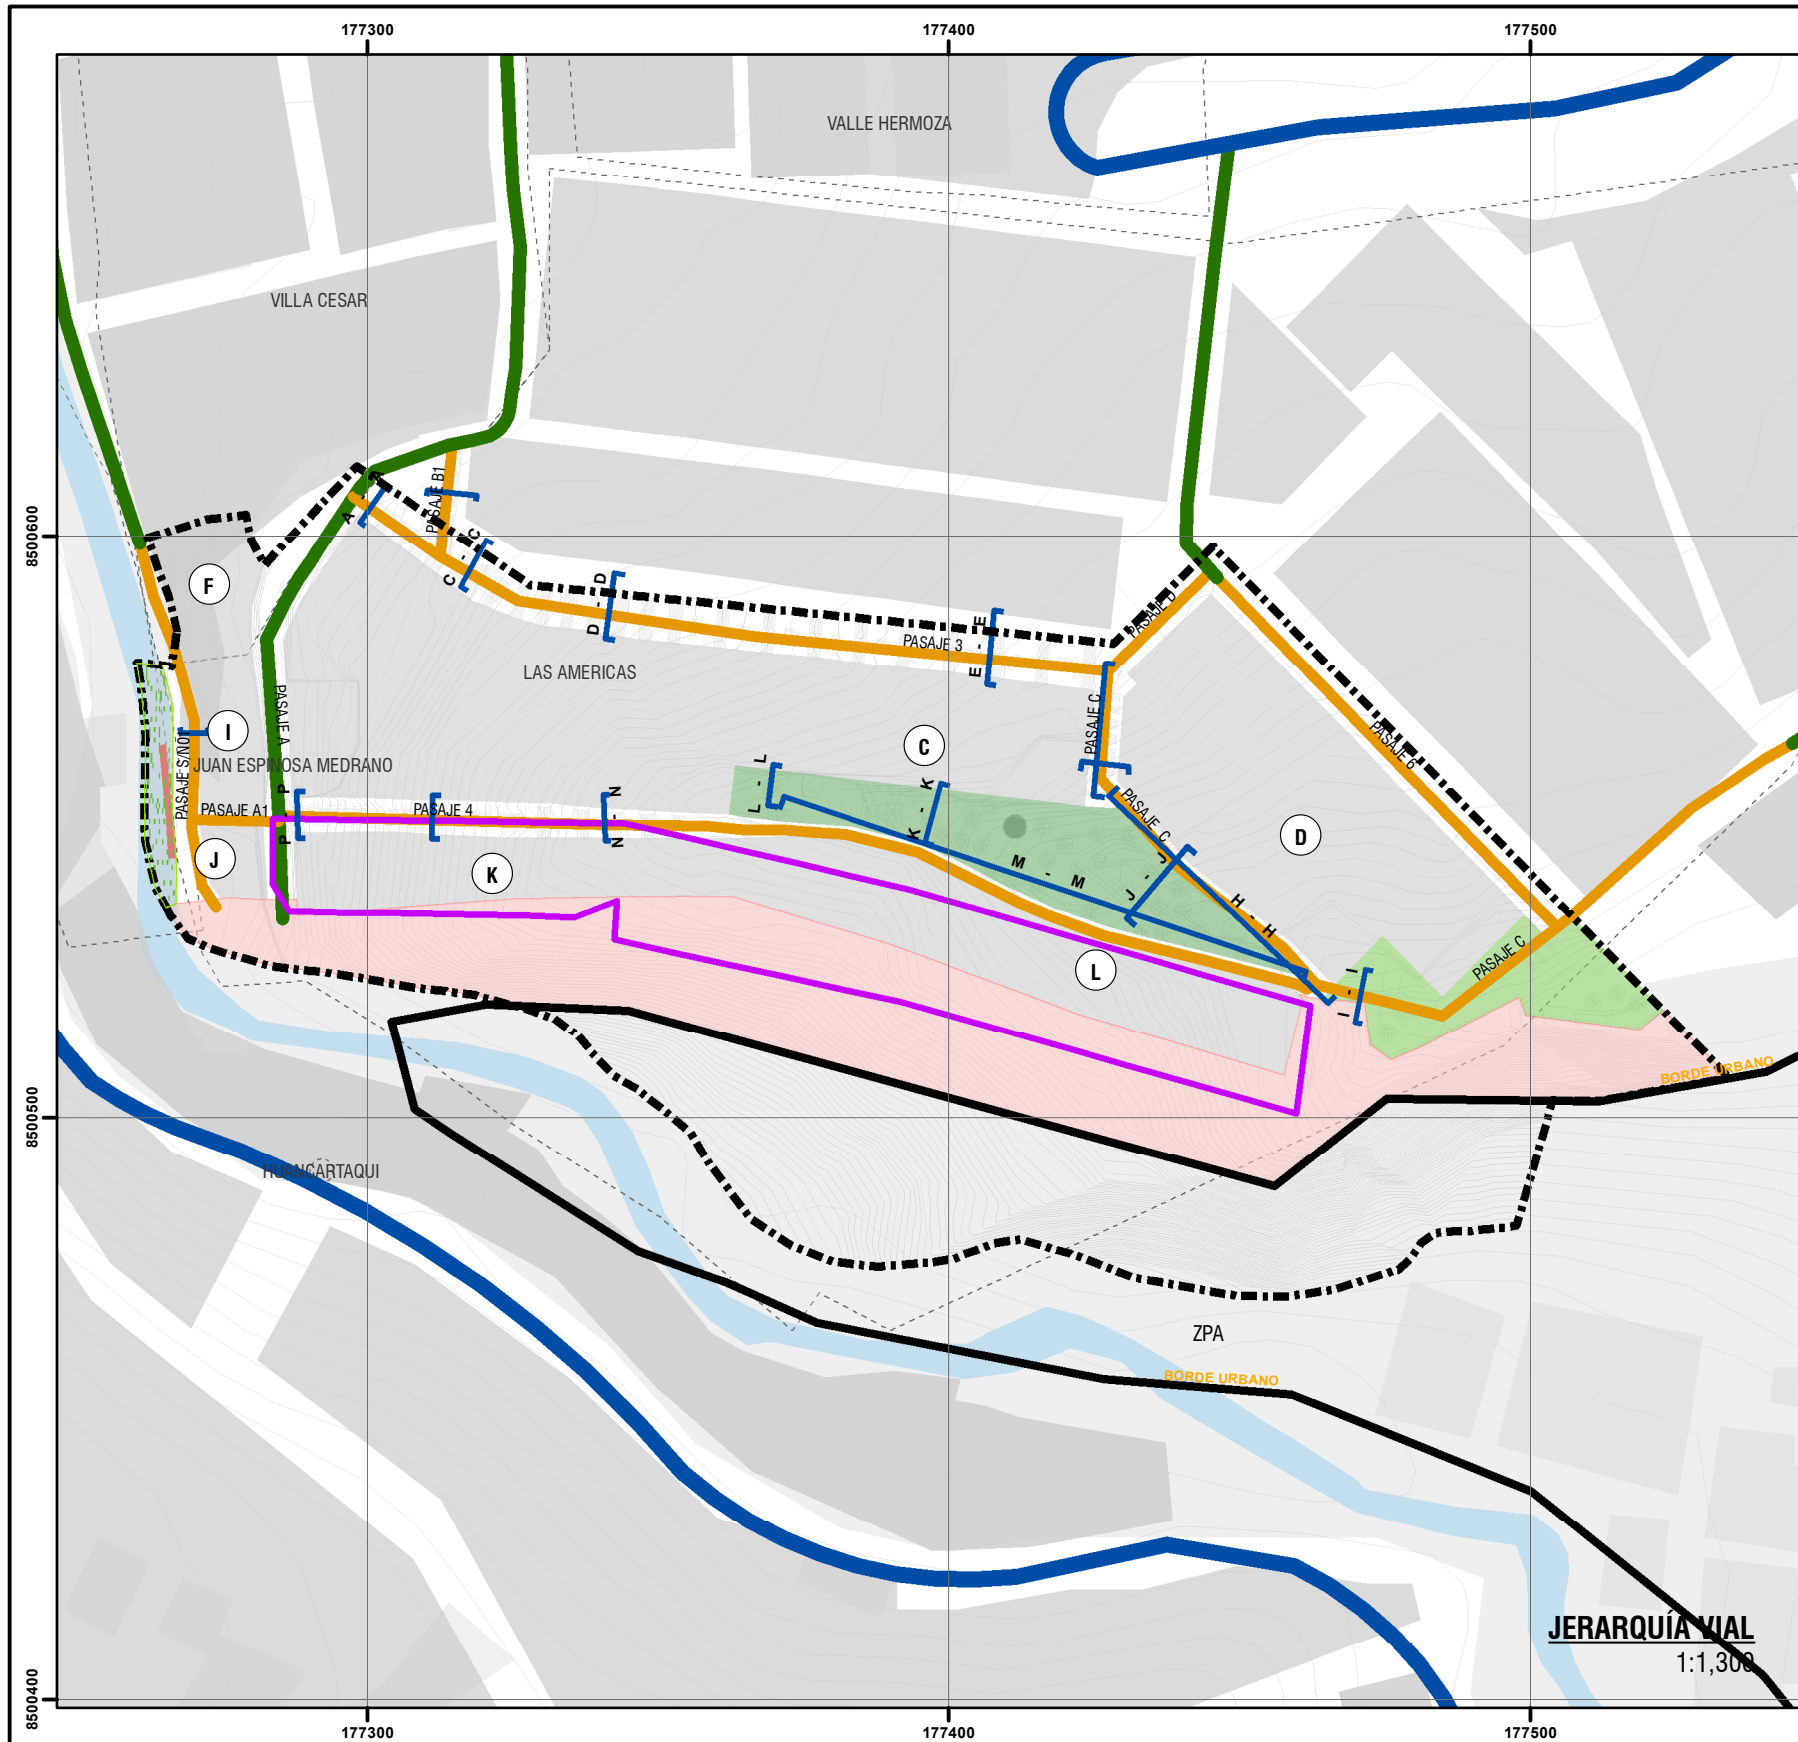 177300
177400
177500
VALLE HERMOZA
VILLA CESAR
A - A
PASAJE B1
C - C
8500600
F
D - D
E - E
PASAJE 3
PASAJE D
LAS AMERICAS
PASAJE A
PASAJE C
PASAJE 6
I
C
JUAN ESPINOSA MEDRANO
PASAJE S/N01
L - L
K - K
P - P
N - N
PASAJE A1
PASAJE 4
PASAJE C
D
J
K
M - M
J - J
H - H
PASAJE C
L
I - I
BORDE URBANO
8500500
HUANCARTAQUI
ZPA
BORDE URBANO
JERARQUÍA VIAL
1:1,300
8500400
177300
177400
177500